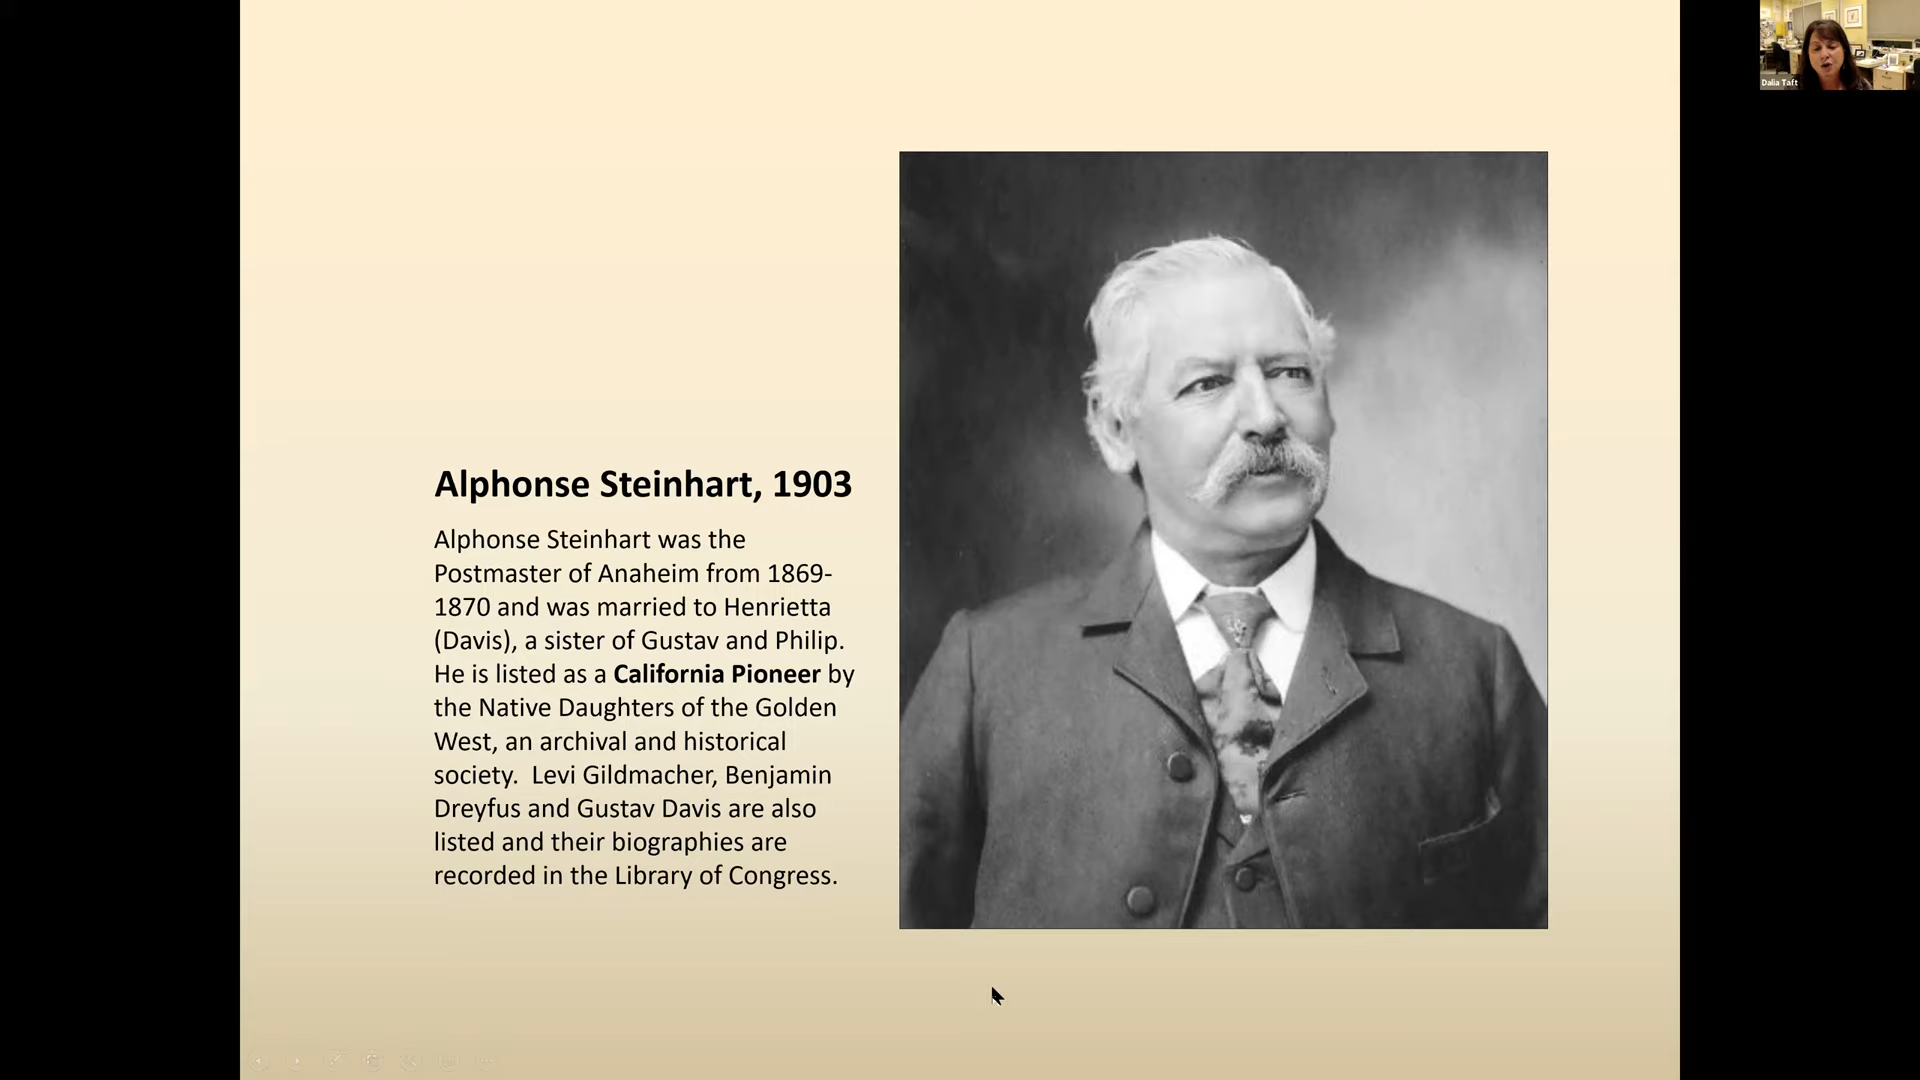 Dalia Taft
Alphonse Steinhart, 1903
Alphonse Steinhart was the
Postmaster of Anaheim from 1869-
1870 and was married to Henrietta
(Davis), a sister of Gustav and Philip.
He is listed as a California Pioneer by
the Native Daughters of the Golden
West, an archival and historical
society.  Levi Gildmacher, Benjamin
Dreyfus and Gustav Davis are also
listed and their biographies are
recorded in the Library of Congress.